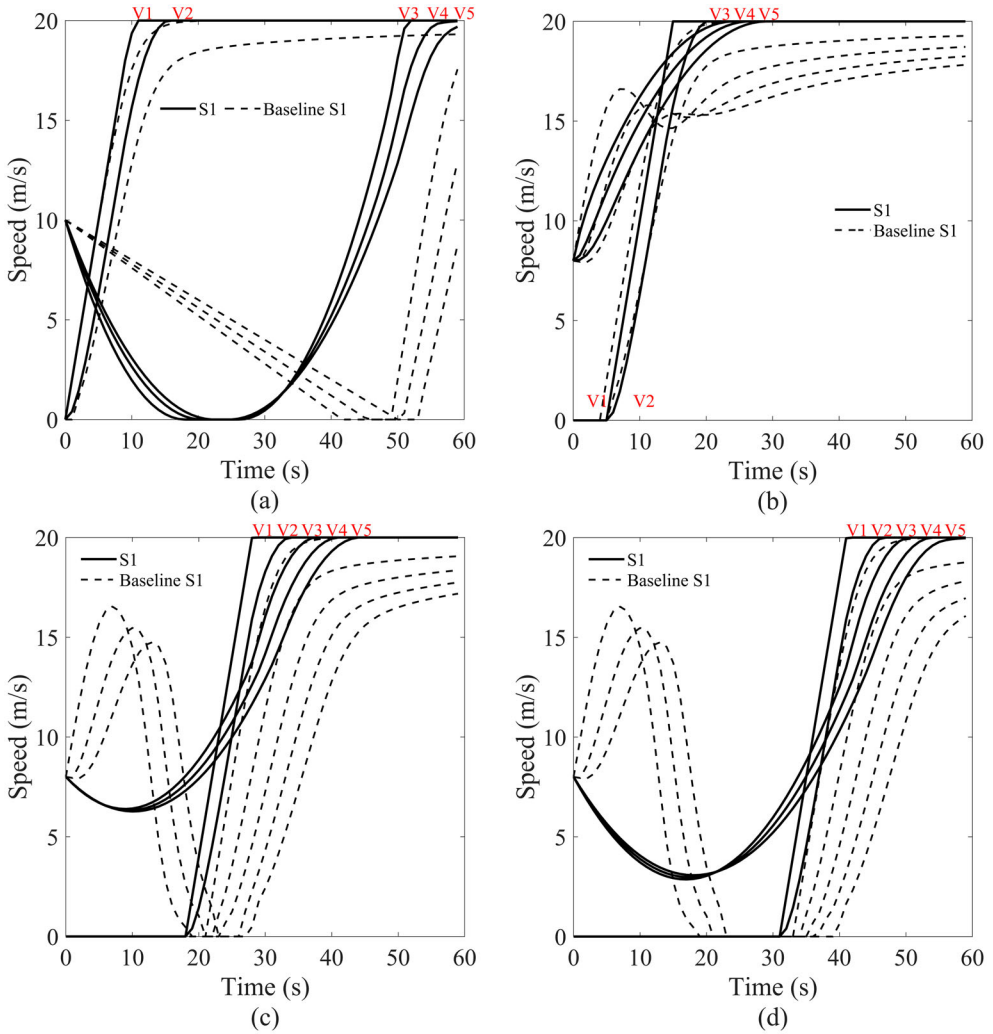 V1 V2 V3 V4 V5
20
15
10
5
0
Speed (m/s)
S1 Baseline S1
0 10 20 30 40 50 60
Time (s)
(a)
V3 V4 V5
20
15
10
5
0
Speed (m/s)
S1
Baseline S1
V1 V2
0 10 20 30 40 50 60
Time (s)
(b)
V1 V2 V3 V4 V5
20
15
10
5
0
Speed (m/s)
S1
Baseline S1
0 10 20 30 40 50 60
Time (s)
(c)
V1 V2 V3 V4 V5
20
15
10
5
0
Speed (m/s)
S1
Baseline S1
0 10 20 30 40 50 60
Time (s)
(d)